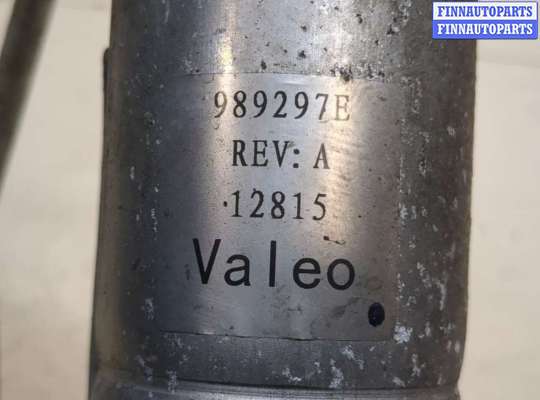 FINNAUTOPARTS
FINNAUTOPARTS
989297E
REV: A
12815
Valeo